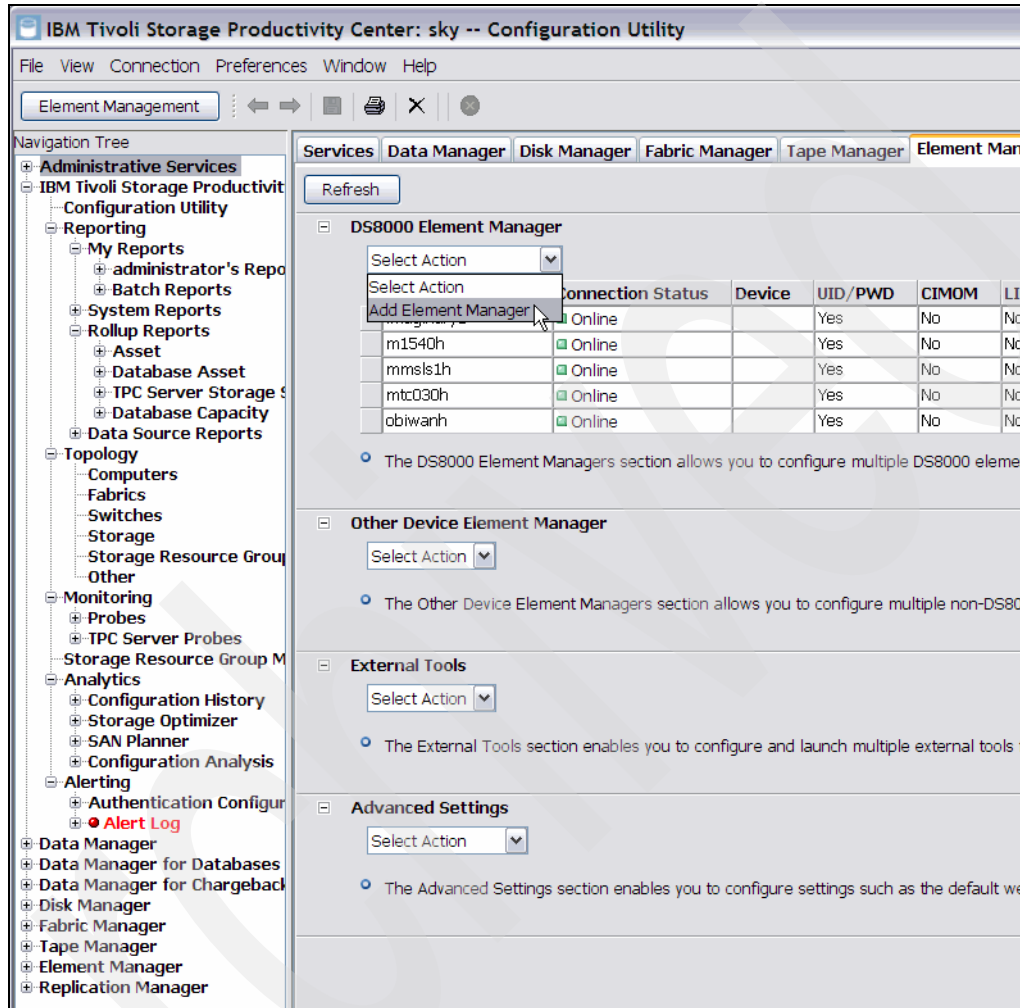 IBM Tivoli Storage Productivity Center: sky -- Configuration Utility
File View Connection Preferences Window Help
Element Management
Navigation Tree
Administrative Services
IBM Tivoli Storage Productivit
Configuration Utility
Reporting
My Reports
administrator's Repo
Batch Reports
System Reports
Rollup Reports
Asset
Database Asset
TPC Server Storage S
Database Capacity
Data Source Reports
Topology
Computers
Fabrics
Switches
Storage
Storage Resource Group
Other
Monitoring
Probes
TPC Server Probes
Storage Resource Group M
Analytics
Configuration History
Storage Optimizer
SAN Planner
Configuration Analysis
Alerting
Authentication Configur
Alert Log
Data Manager
Data Manager for Databases
Data Manager for Chargeback
Disk Manager
Fabric Manager
Tape Manager
Element Manager
Replication Manager
Services Data Manager Disk Manager Fabric Manager Tape Manager Element Man
Refresh
DS8000 Element Manager
Select Action
Select Action
Add Element Manager
Connection Status Device UID/PWD CIMOM LI
Online Yes No No
m1540h Online Yes No No
mmsls1h Online Yes No No
mtc030h Online Yes No No
obiwanh Online Yes No No
The DS8000 Element Managers section allows you to configure multiple DS8000 eleme
Other Device Element Manager
Select Action
The Other Device Element Managers section allows you to configure multiple non-DS80
External Tools
Select Action
The External Tools section enables you to configure and launch multiple external tools
Advanced Settings
Select Action
The Advanced Settings section enables you to configure settings such as the default we